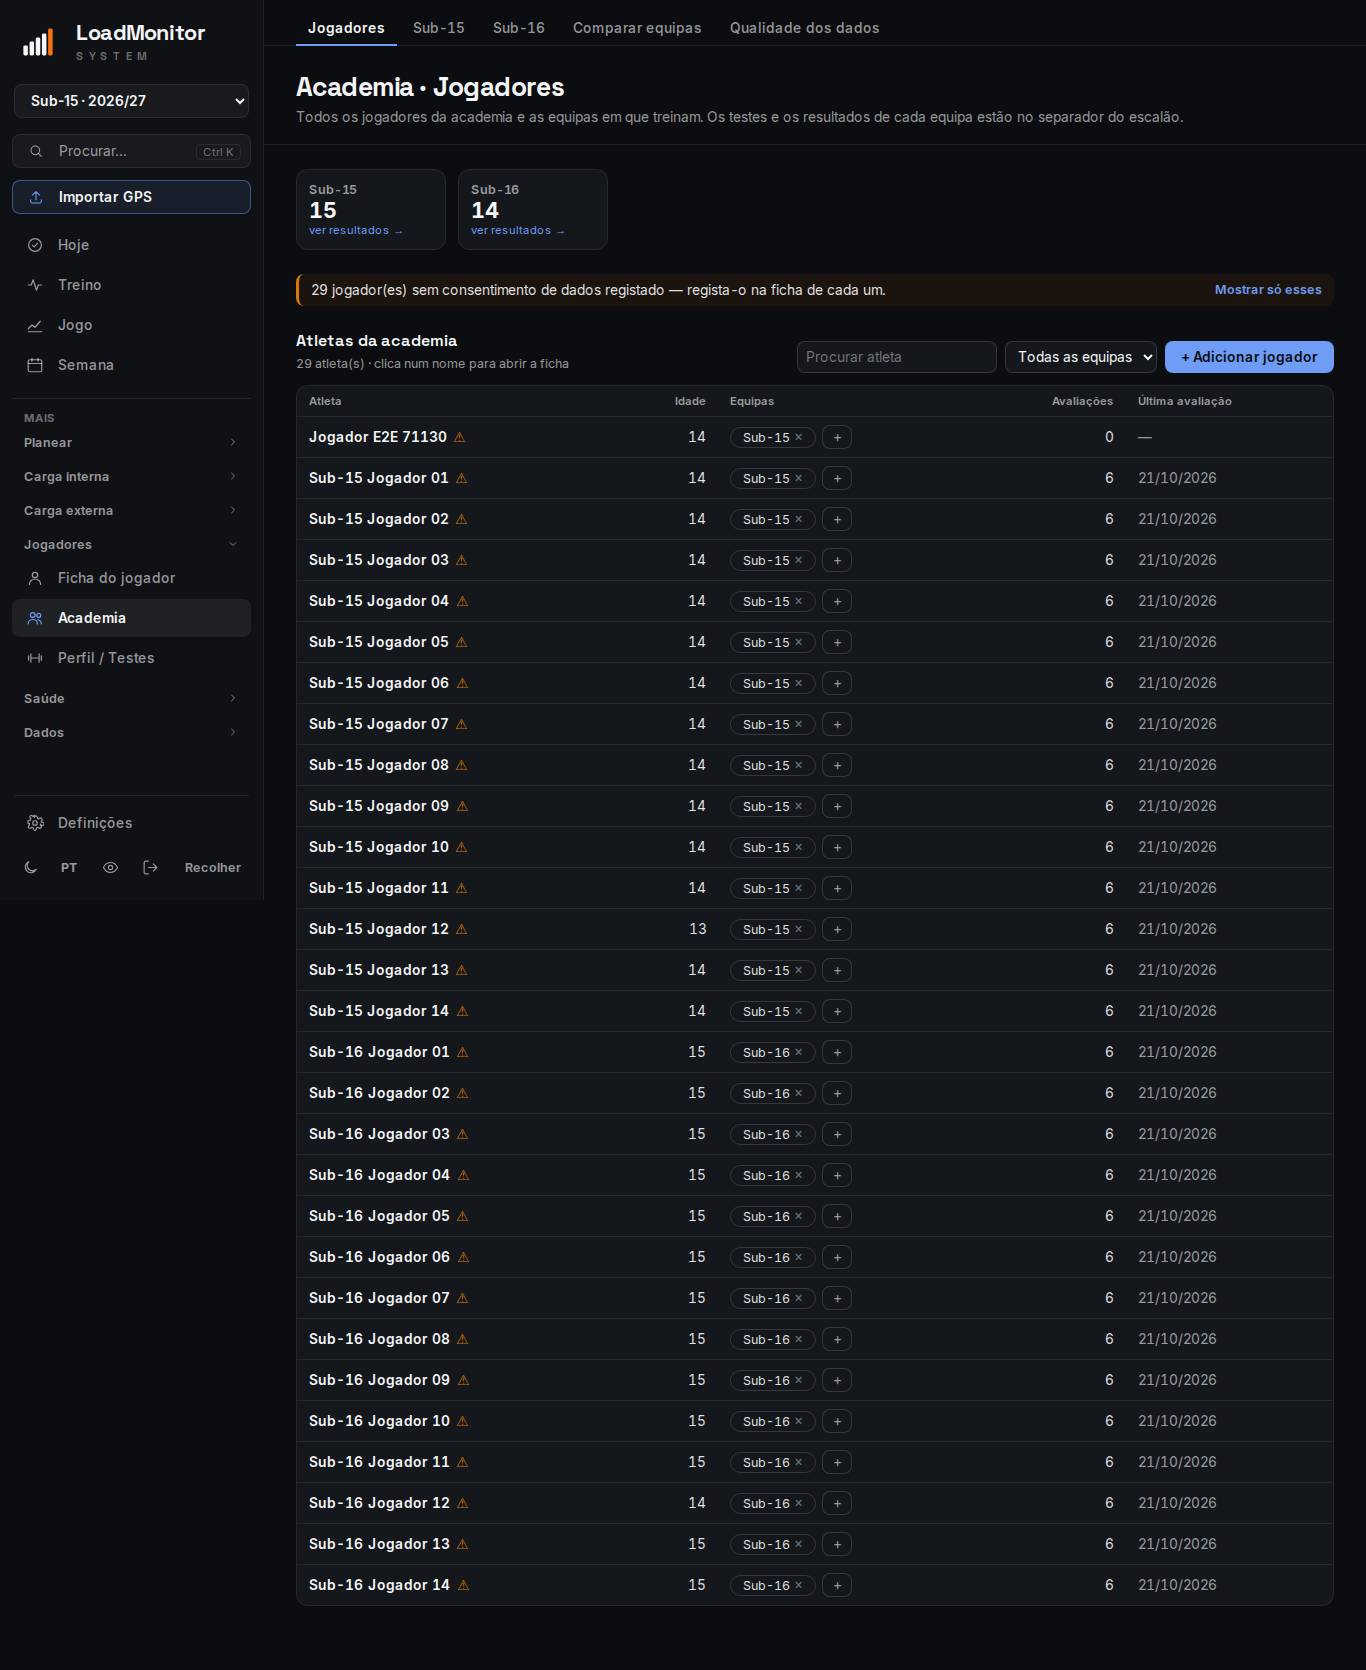 LoadMonitor
SYSTEM
Sub-15 · 2026/27
Procurar... Ctrl K
Importar GPS
Hoje
Treino
Jogo
Semana
MAIS
Planear
Carga interna
Carga externa
Jogadores
Ficha do jogador
Academia
Perfil / Testes
Saúde
Dados
Definições
PT Recolher
Jogadores Sub-15 Sub-16 Comparar equipas Qualidade dos dados
Academia · Jogadores
Todos os jogadores da academia e as equipas em que treinam. Os testes e os resultados de cada equipa estão no separador do escalão.
Sub-15
15
ver resultados →
Sub-16
14
ver resultados →
29 jogador(es) sem consentimento de dados registado — regista-o na ficha de cada um. Mostrar só esses
Atletas da academia
29 atleta(s) · clica num nome para abrir a ficha
Procurar atleta Todas as equipas + Adicionar jogador
Atleta Idade Equipas Avaliações Última avaliação
Jogador E2E 71130 ⚠ 14 Sub-15 × + 0 —
Sub-15 Jogador 01 ⚠ 14 Sub-15 × + 6 21/10/2026
Sub-15 Jogador 02 ⚠ 14 Sub-15 × + 6 21/10/2026
Sub-15 Jogador 03 ⚠ 14 Sub-15 × + 6 21/10/2026
Sub-15 Jogador 04 ⚠ 14 Sub-15 × + 6 21/10/2026
Sub-15 Jogador 05 ⚠ 14 Sub-15 × + 6 21/10/2026
Sub-15 Jogador 06 ⚠ 14 Sub-15 × + 6 21/10/2026
Sub-15 Jogador 07 ⚠ 14 Sub-15 × + 6 21/10/2026
Sub-15 Jogador 08 ⚠ 14 Sub-15 × + 6 21/10/2026
Sub-15 Jogador 09 ⚠ 14 Sub-15 × + 6 21/10/2026
Sub-15 Jogador 10 ⚠ 14 Sub-15 × + 6 21/10/2026
Sub-15 Jogador 11 ⚠ 14 Sub-15 × + 6 21/10/2026
Sub-15 Jogador 12 ⚠ 13 Sub-15 × + 6 21/10/2026
Sub-15 Jogador 13 ⚠ 14 Sub-15 × + 6 21/10/2026
Sub-15 Jogador 14 ⚠ 14 Sub-15 × + 6 21/10/2026
Sub-16 Jogador 01 ⚠ 15 Sub-16 × + 6 21/10/2026
Sub-16 Jogador 02 ⚠ 15 Sub-16 × + 6 21/10/2026
Sub-16 Jogador 03 ⚠ 15 Sub-16 × + 6 21/10/2026
Sub-16 Jogador 04 ⚠ 15 Sub-16 × + 6 21/10/2026
Sub-16 Jogador 05 ⚠ 15 Sub-16 × + 6 21/10/2026
Sub-16 Jogador 06 ⚠ 15 Sub-16 × + 6 21/10/2026
Sub-16 Jogador 07 ⚠ 15 Sub-16 × + 6 21/10/2026
Sub-16 Jogador 08 ⚠ 15 Sub-16 × + 6 21/10/2026
Sub-16 Jogador 09 ⚠ 15 Sub-16 × + 6 21/10/2026
Sub-16 Jogador 10 ⚠ 15 Sub-16 × + 6 21/10/2026
Sub-16 Jogador 11 ⚠ 15 Sub-16 × + 6 21/10/2026
Sub-16 Jogador 12 ⚠ 14 Sub-16 × + 6 21/10/2026
Sub-16 Jogador 13 ⚠ 15 Sub-16 × + 6 21/10/2026
Sub-16 Jogador 14 ⚠ 15 Sub-16 × + 6 21/10/2026